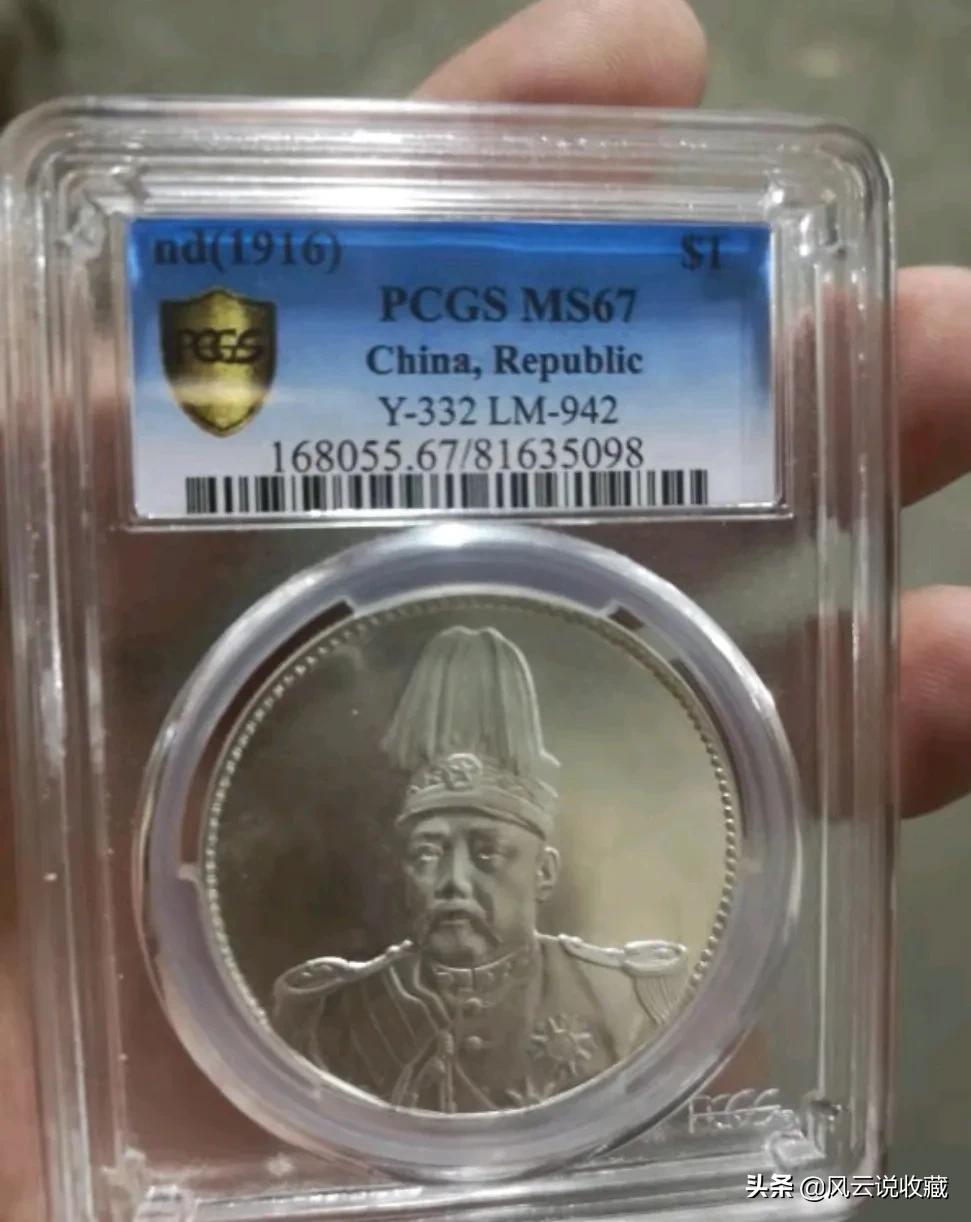 nd(1916) $1
PCGS MS67
PCGS
China, Republic
Y-332 LM-942
168055.67/81635098
PCGS
头条 @风云说收藏